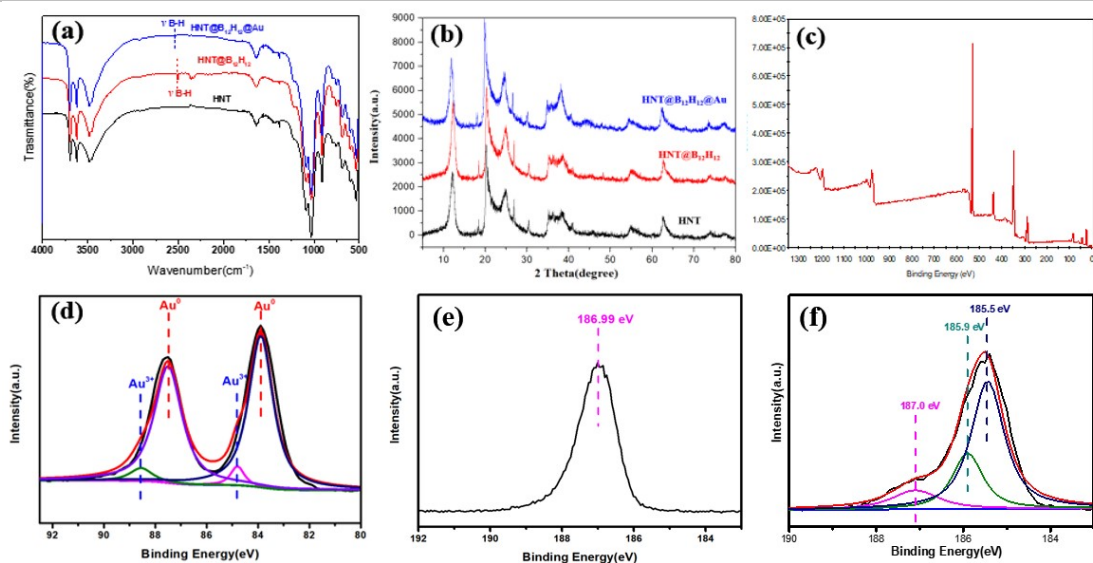 (a)
ν B-H
HNT@B12H12@Au
HNT@B12H12
ν B-H
HNT
Trasmittance(%)
4000 3500 3000 2500 2000 1500 1000 500
Wavenumber(cm-1)
(b)
9000
8000
7000
6000
5000
4000
3000
2000
1000
0
Intensity(a.u.)
HNT@B12H12@Au
HNT@B12H12
HNT
10 20 30 40 50 60 70 80
2 Theta(degree)
(c)
8.00E+05
7.00E+05
6.00E+05
5.00E+05
4.00E+05
3.00E+05
2.00E+05
1.00E+05
0.00E+00
1300 1200 1100 1000 900 800 700 600 500 400 300 200 100 0
Binding Energy (eV)
(d)
Au0
Au0
Au3+
Au3+
Intensity(a.u.)
92 90 88 86 84 82 80
Binding Energy(eV)
(e)
186.99 eV
Intensity(a.u.)
192 190 188 186 184
Binding Energy(eV)
(f)
185.5 eV
185.9 eV
187.0 eV
Intensity(a.u.)
190 188 186 184
Binding Energy(eV)